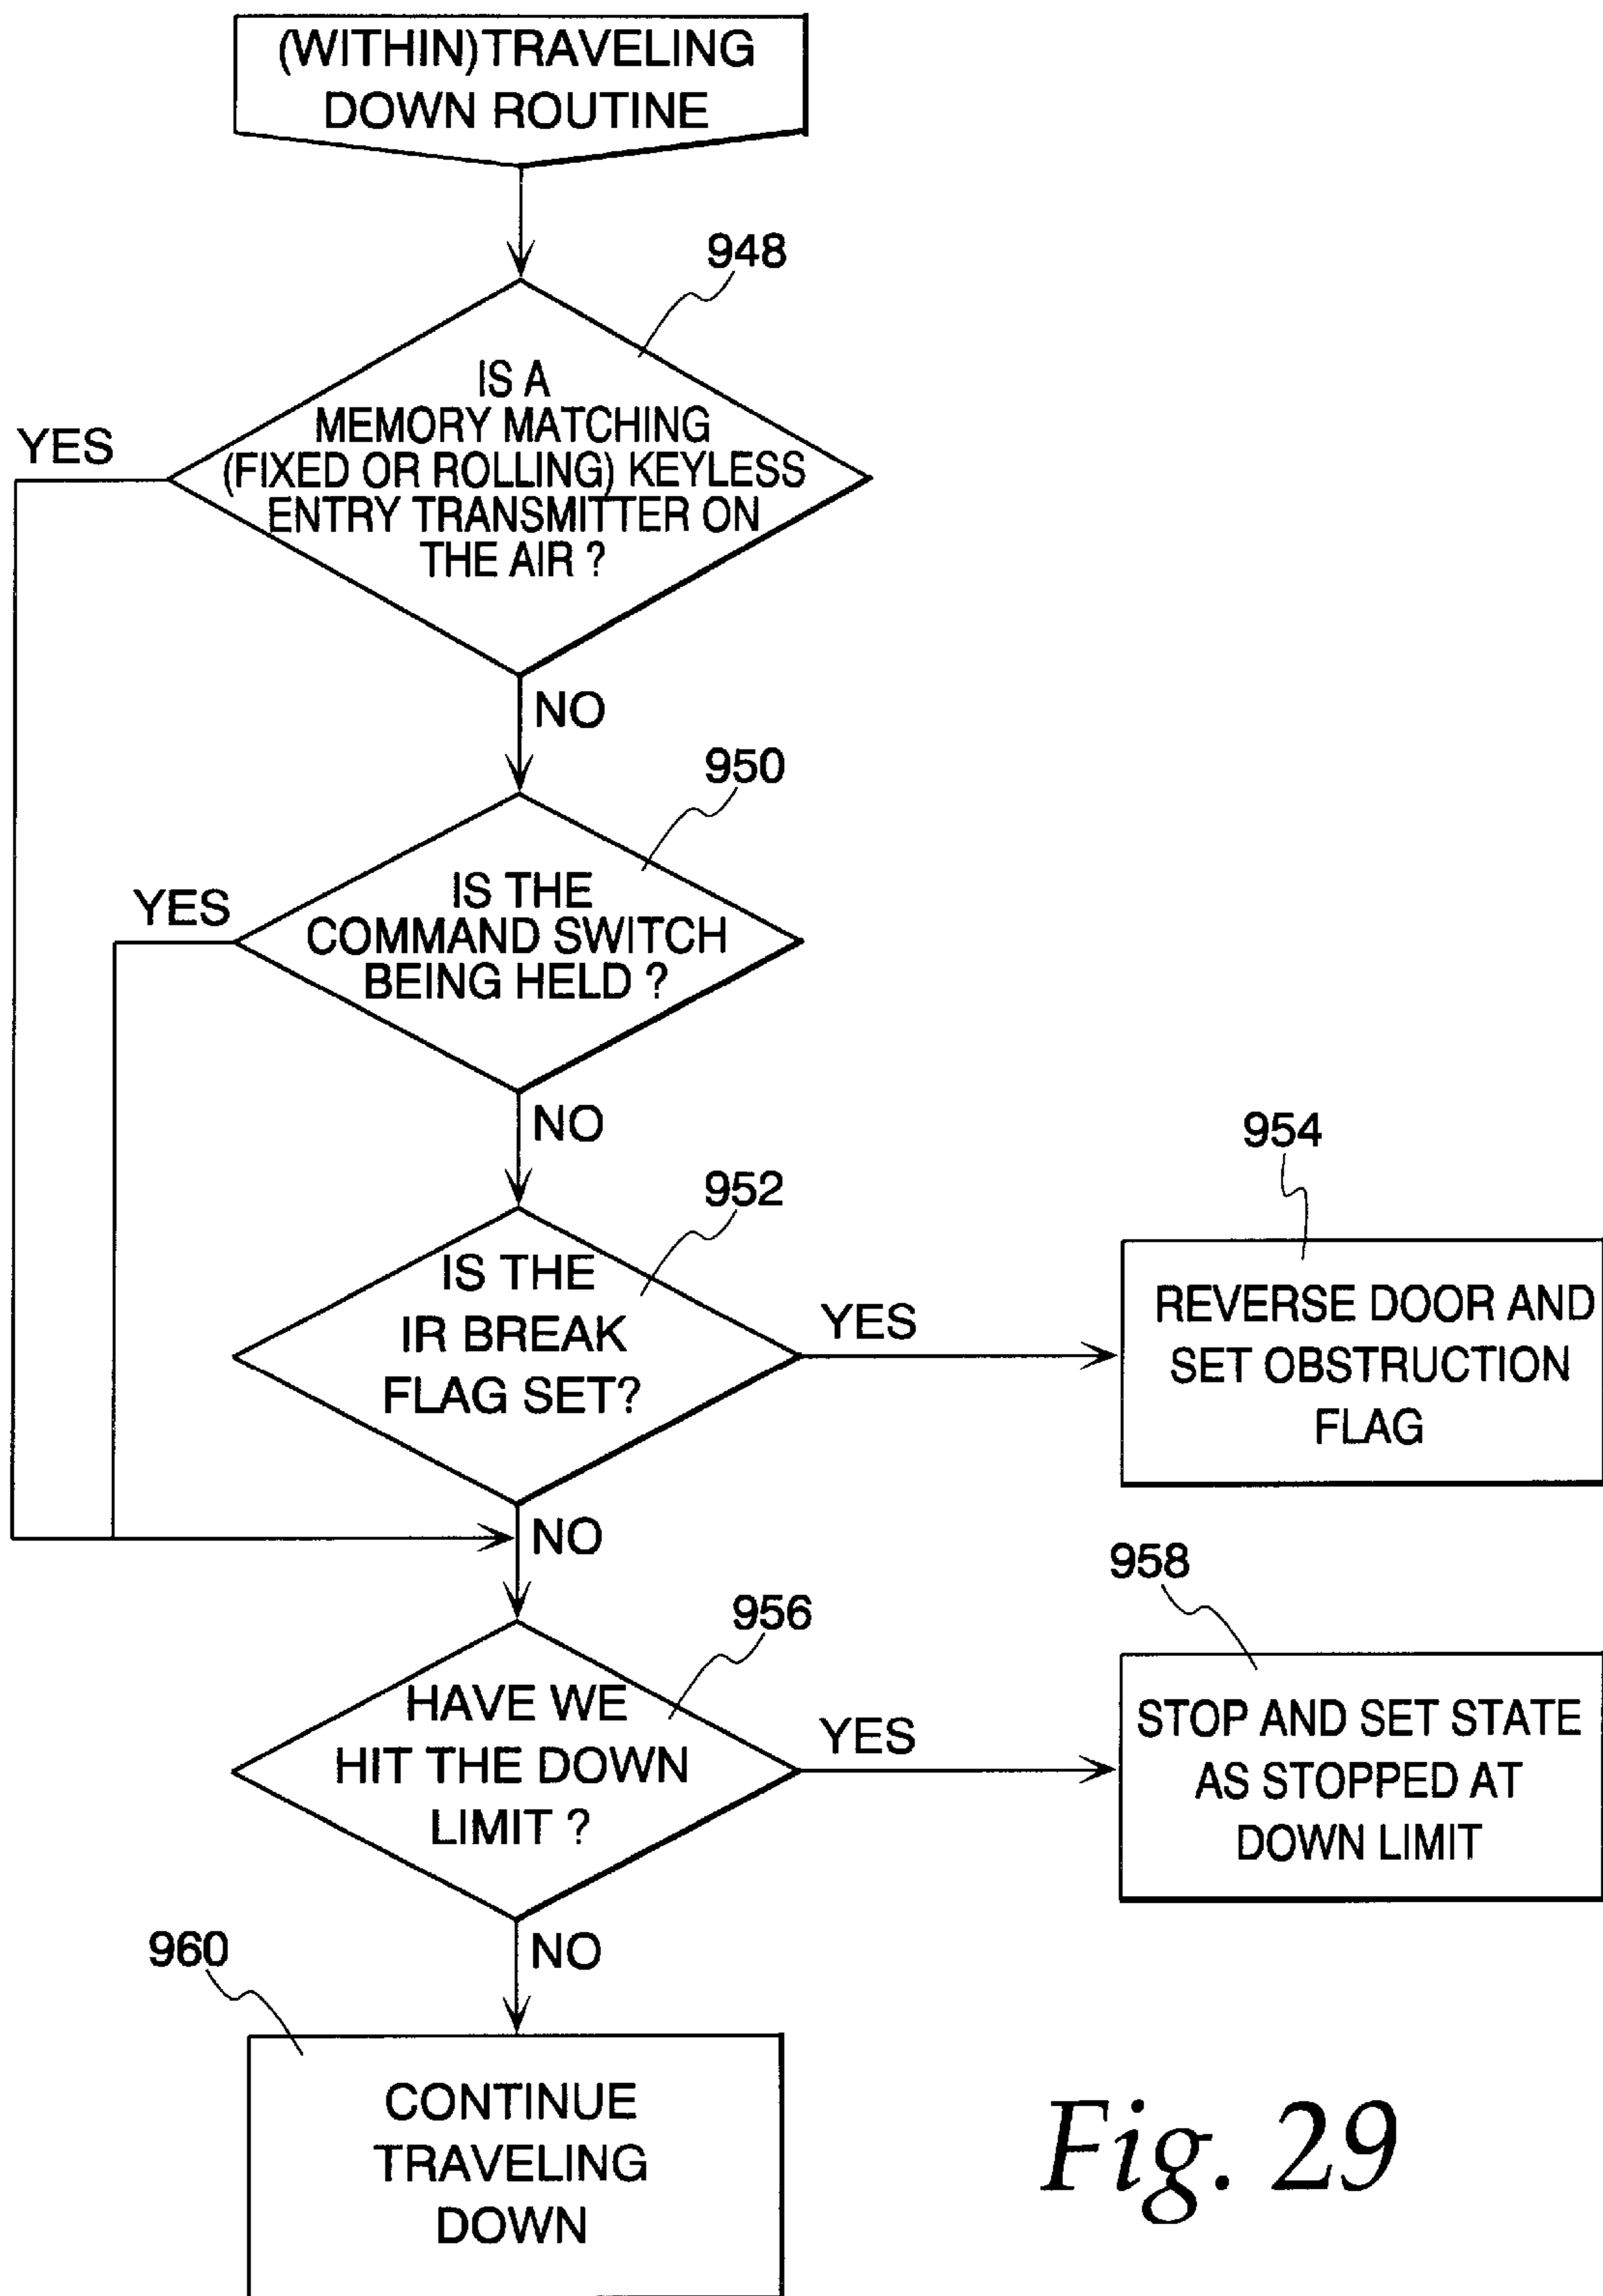 (WITHIN)TRAVELING
DOWN ROUTINE
948
IS A
MEMORY MATCHING
(FIXED OR ROLLING) KEYLESS
ENTRY TRANSMITTER ON
THE AIR ?
YES
NO
950
IS THE
COMMAND SWITCH
BEING HELD ?
YES
NO
952
IS THE
IR BREAK
FLAG SET?
YES
954
REVERSE DOOR AND
SET OBSTRUCTION
FLAG
NO
956
HAVE WE
HIT THE DOWN
LIMIT ?
YES
958
STOP AND SET STATE
AS STOPPED AT
DOWN LIMIT
NO
960
CONTINUE
TRAVELING
DOWN
Fig. 29